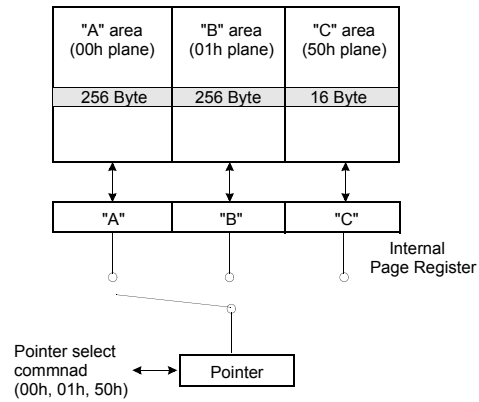 "A" area
(00h plane)
"B" area
(01h plane)
"C" area
(50h plane)
256 Byte
256 Byte
16 Byte
"A"
"B"
"C"
Internal
Page Register
Pointer select
commnad
(00h, 01h, 50h)
Pointer